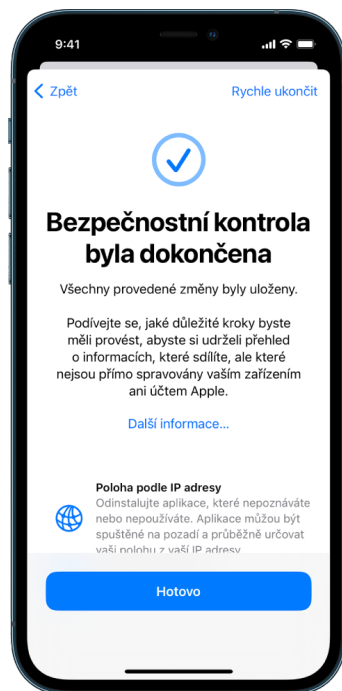 9:41
Zpět
Rychle ukončit
Bezpečnostní kontrola
byla dokončena
Všechny provedené změny byly uloženy.
Podívejte se, jaké důležité kroky byste
měli provést, abyste si udrželi přehled
o informacích, které sdílíte, ale které
nejsou přímo spravovány vaším zařízením
ani účtem Apple.
Další informace...
Poloha podle IP adresy
Odinstalujte aplikace, které nepoznáváte
nebo nepoužíváte. Aplikace můžou být
spuštěné na pozadí a průběžně určovat
vaši polohu z vaší IP adresy
Hotovo